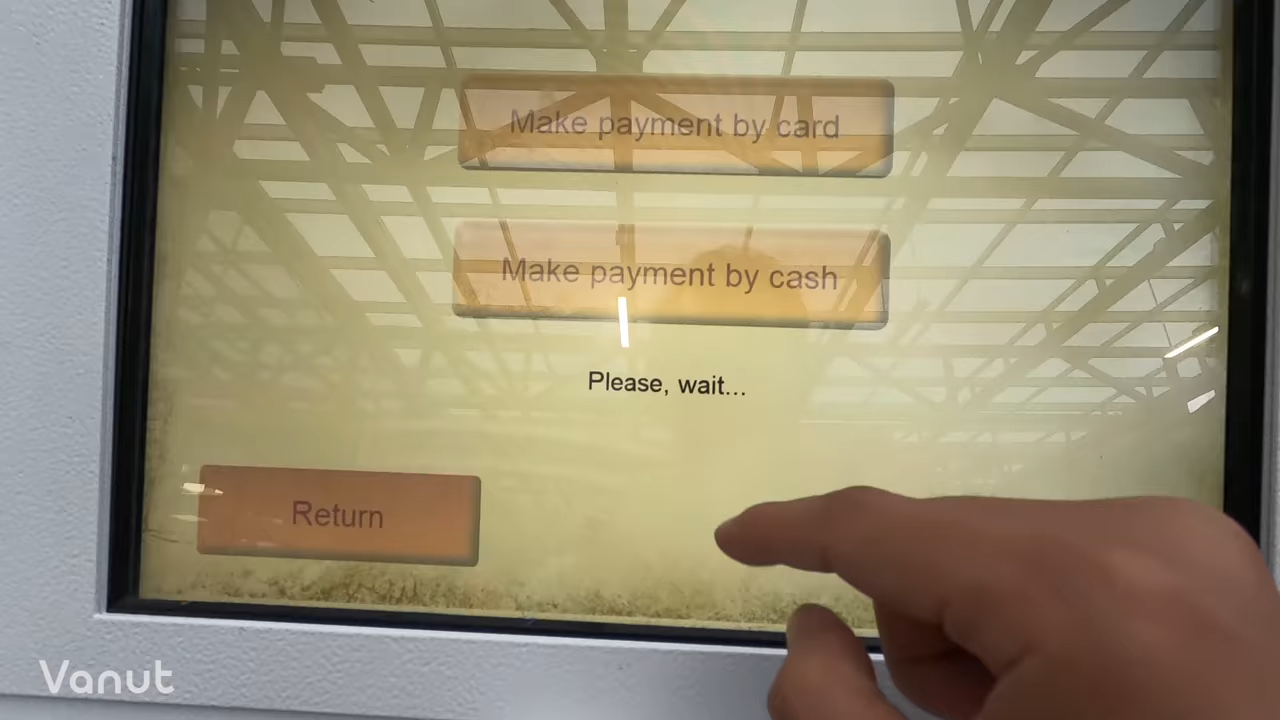 Make payment by card
Make payment by cash
Please, wait...
Return
Vanut